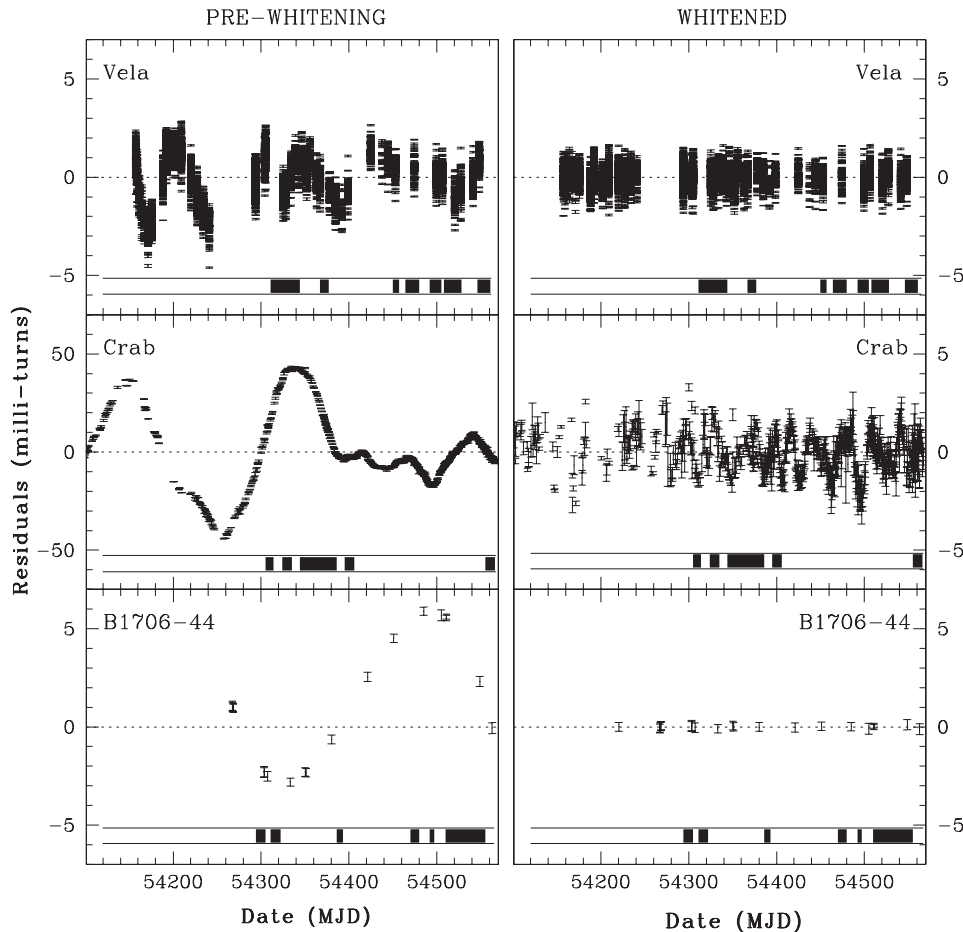 PRE-WHITENING
WHITENED
Vela
Vela
5
0
−5
5
0
−5
Crab
Crab
50
0
−50
5
0
−5
B1706−44
B1706−44
5
0
−5
5
0
−5
Residuals (milli-turns)
54200 54300 54400 54500
54200 54300 54400 54500
Date (MJD)
Date (MJD)